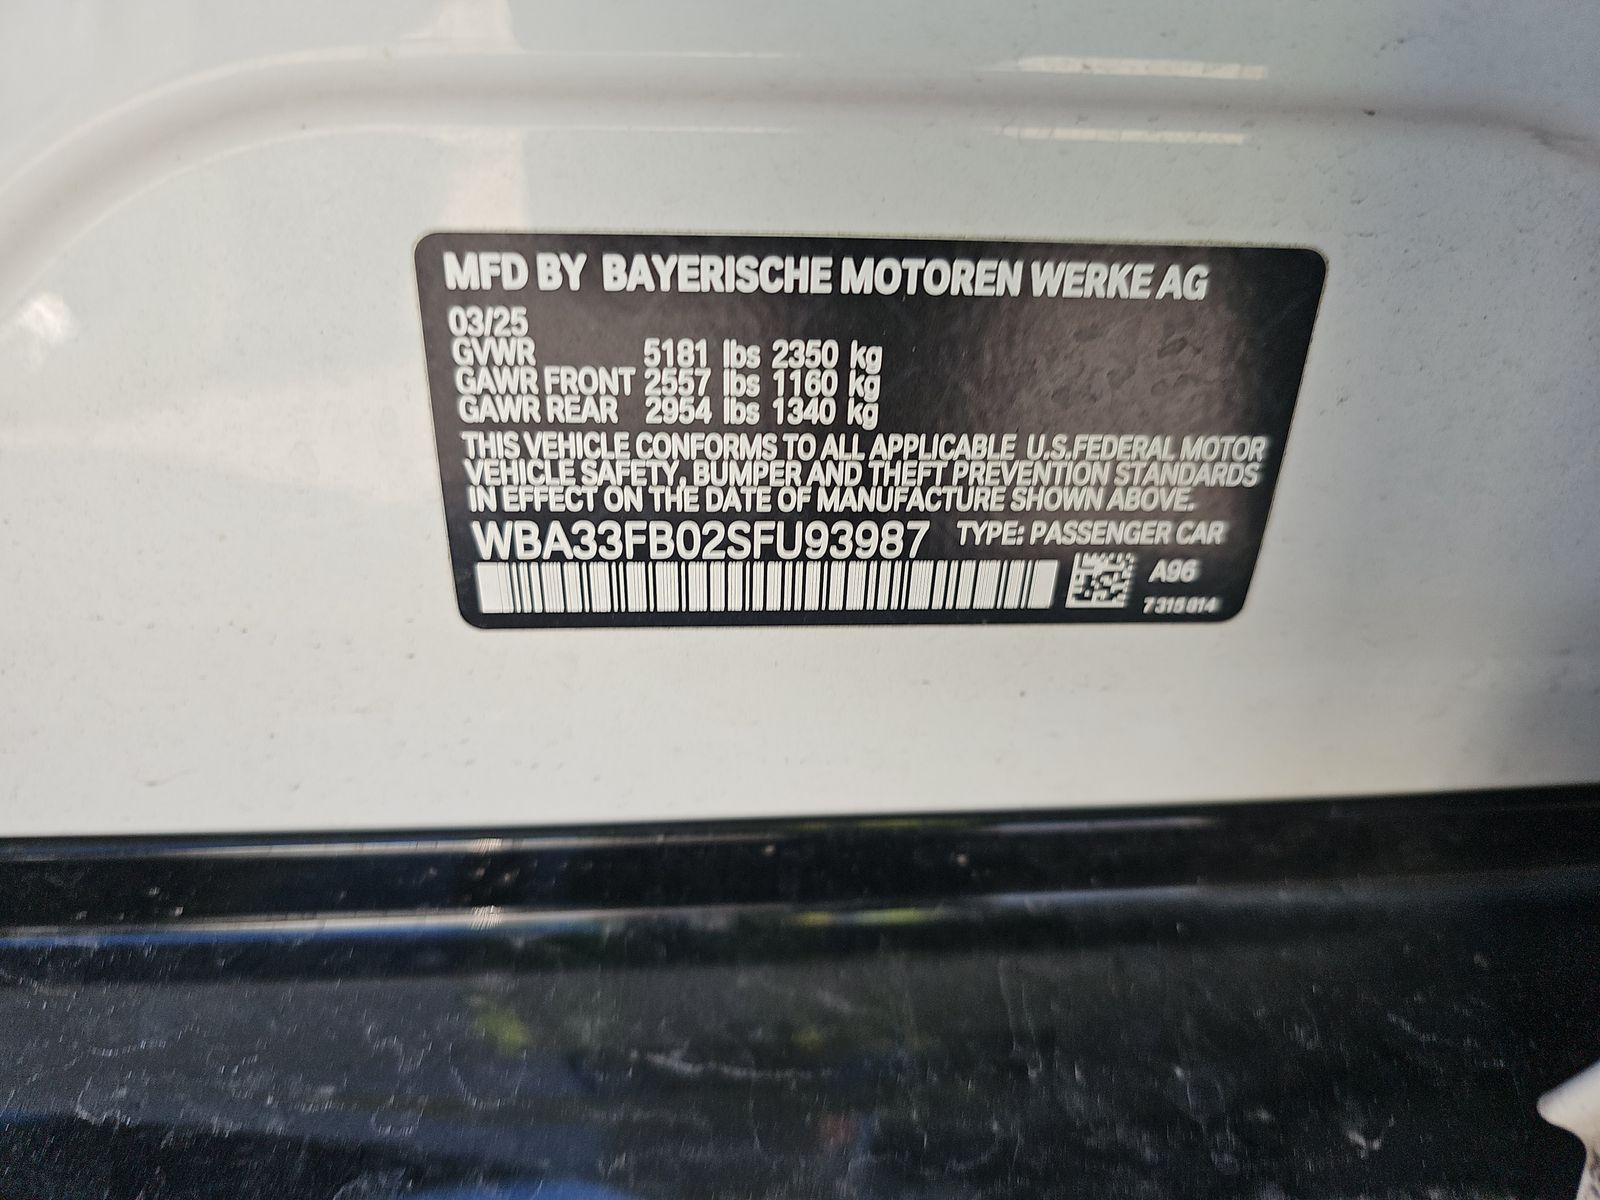 MFD BY BAYERISCHE MOTOREN WERKE AG
03/25
GVWR 5181 lbs 2350 kg
GAWR FRONT 2557 lbs 1160 kg
GAWR REAR 2954 lbs 1340 kg
THIS VEHICLE CONFORMS TO ALL APPLICABLE U.S.FEDERAL MOTOR
VEHICLE SAFETY, BUMPER AND THEFT PREVENTION STANDARDS
IN EFFECT ON THE DATE OF MANUFACTURE SHOWN ABOVE.
WBA33FB02SFU93987 TYPE: PASSENGER CAR
A96